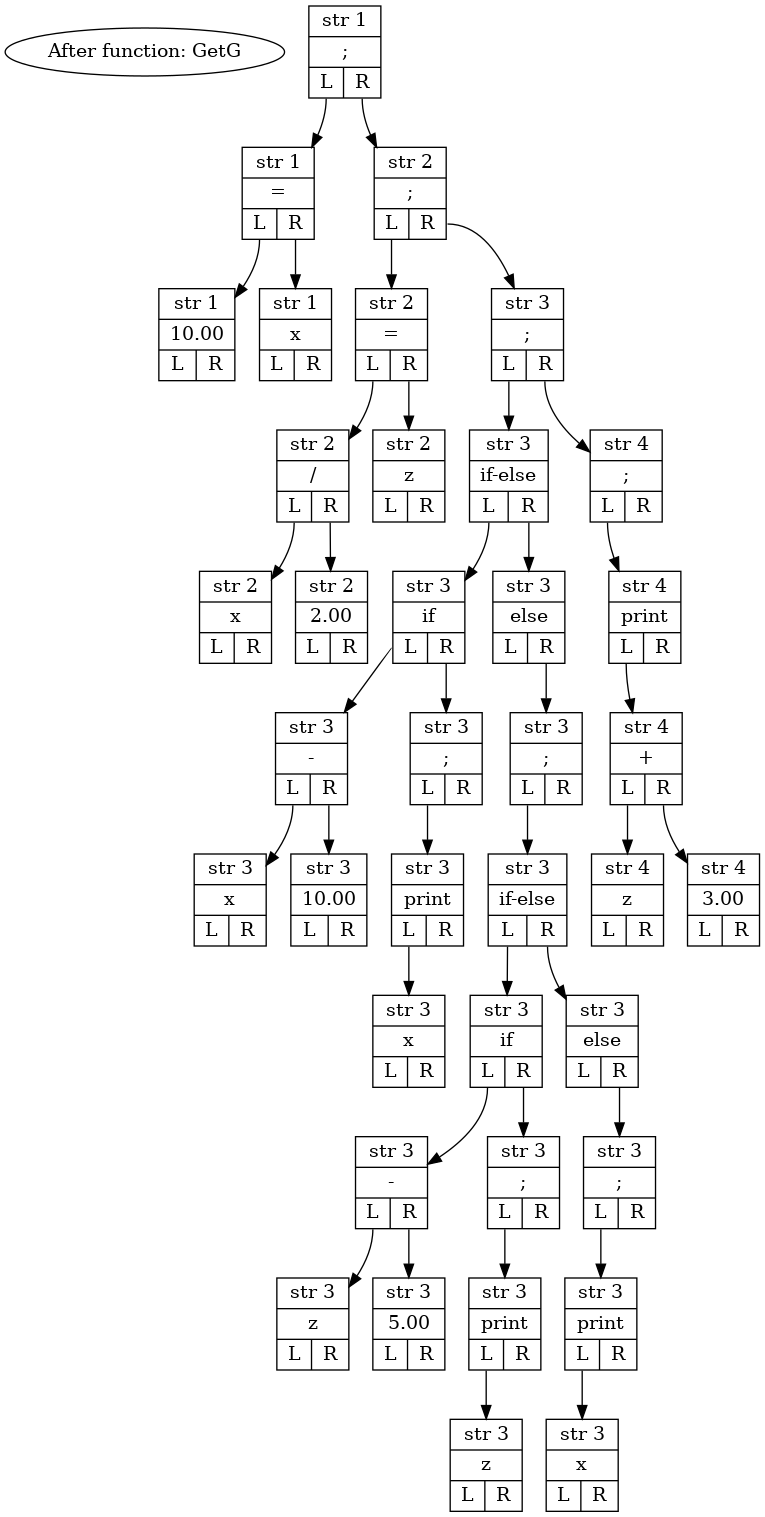 After function: GetG
str 1
;
L R
str 1
=
L R
str 2
;
L R
str 1
10.00
L R
str 1
x
L R
str 2
=
L R
str 3
;
L R
str 2
/
L R
str 2
z
L R
str 3
if-else
L R
str 4
;
L R
str 2
x
L R
str 2
2.00
L R
str 3
if
L R
str 3
else
L R
str 4
print
L R
str 3
-
L R
str 3
;
L R
str 3
;
L R
str 4
+
L R
str 3
x
L R
str 3
10.00
L R
str 3
print
L R
str 3
if-else
L R
str 4
z
L R
str 4
3.00
L R
str 3
x
L R
str 3
if
L R
str 3
else
L R
str 3
-
L R
str 3
;
L R
str 3
;
L R
str 3
z
L R
str 3
5.00
L R
str 3
print
L R
str 3
print
L R
str 3
z
L R
str 3
x
L R